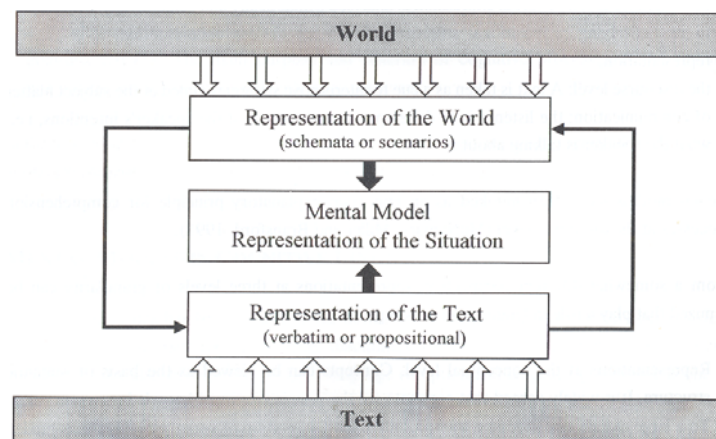 World
Representation of the World
(schemata or scenarios)
Mental Model
Representation of the Situation
Representation of the Text
(verbatim or propositional)
Text